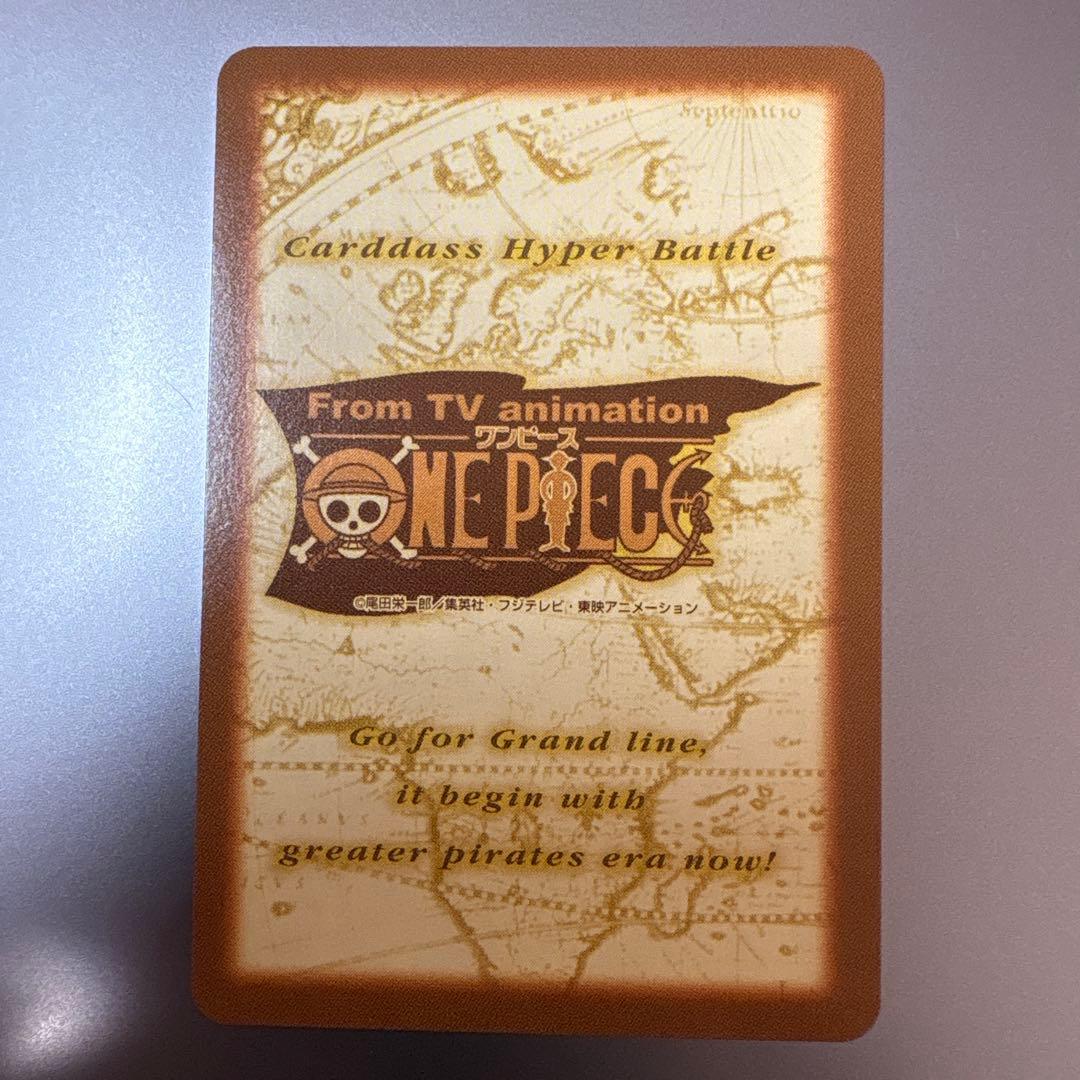 Septentrio
Carddass Hyper Battle
From TV animation
ワンピース
ONE PIECE
©尾田栄一郎/集英社・フジテレビ・東映アニメーション
Go for Grand line,
it begin with
greater pirates era now!